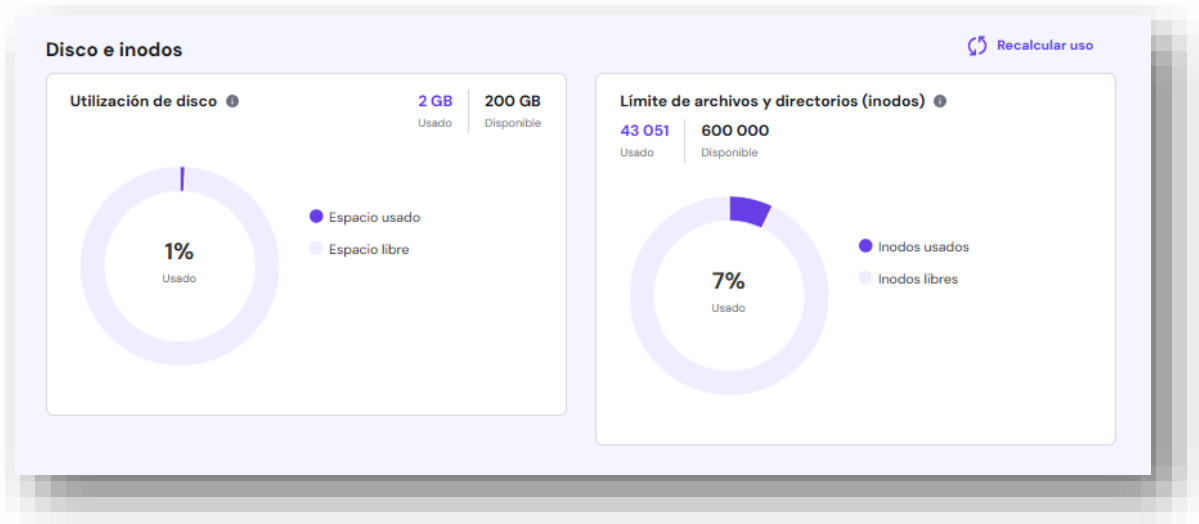 Disco e inodos
Recalcular uso
Utilización de disco
2 GB
Usado
200 GB
Disponible
1%
Usado
Espacio usado
Espacio libre
Límite de archivos y directorios (inodos)
43 051
Usado
600 000
Disponible
7%
Usado
Inodos usados
Inodos libres